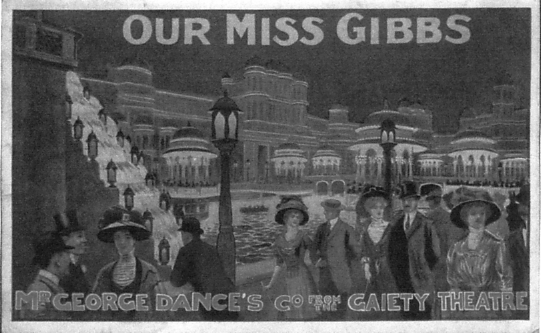 OUR MISS GIBBS
MR GEORGE DANCE'S Co FROM THE GAIETY THEATRE